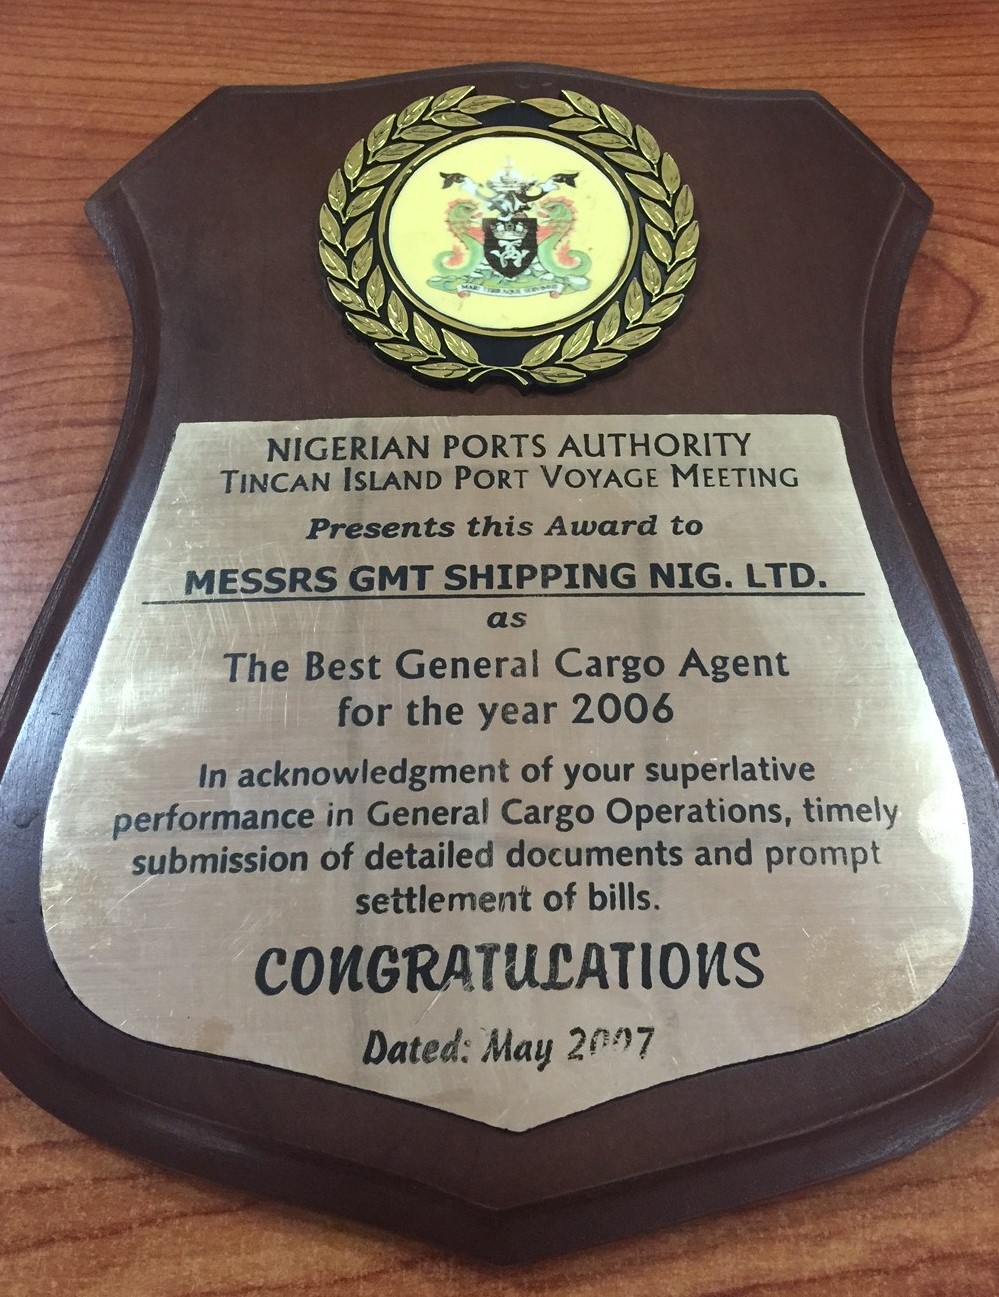 NIGERIAN PORTS AUTHORITY
TINCAN ISLAND PORT VOYAGE MEETING
Presents this Award to
MESSRS GMT SHIPPING NIG. LTD.
as
The Best General Cargo Agent
for the year 2006
In acknowledgment of your superlative
performance in General Cargo Operations, timely
submission of detailed documents and prompt
settlement of bills.
CONGRATULATIONS
Dated: May 2007